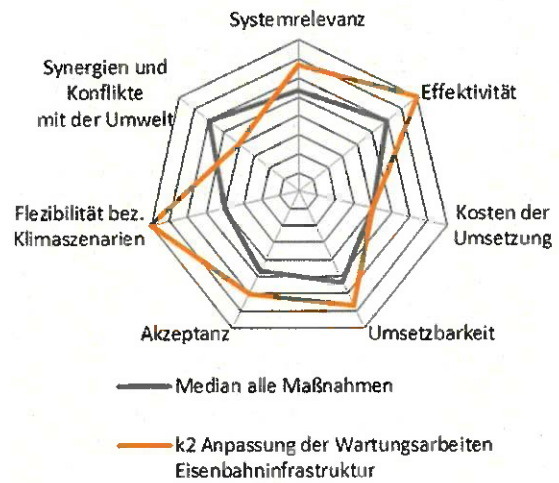 Systemrelevanz
Effektivität
Kosten der
Umsetzung
Umsetzbarkeit
Akzeptanz
Flezibilität bez.
Klimaszenarien
Synergien und
Konflikte
mit der Umwelt
Median alle Maßnahmen
k2 Anpassung der Wartungsarbeiten
Eisenbahninfrastruktur